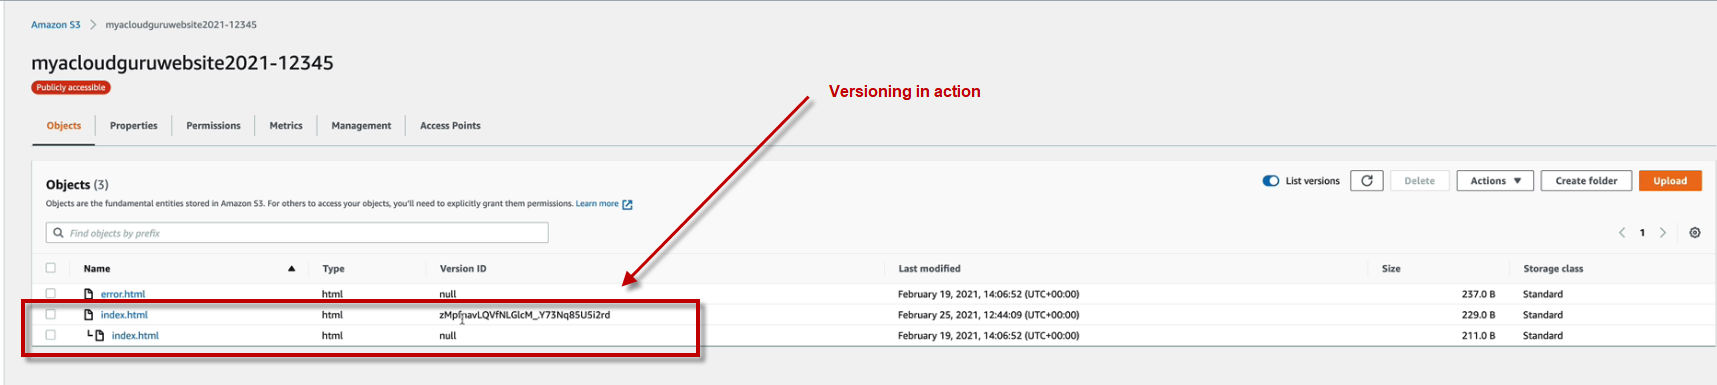 Amazon S3 > myacloudguruwebsite2021-12345
myacloudguruwebsite2021-12345
Publicly accessible
Versioning in action
Objects Properties Permissions Metrics Management Access Points
Objects (3)
List versions Delete Actions Create folder Upload
Objects are the fundamental entities stored in Amazon S3. For others to access your objects, you'll need to explicitly grant them permissions. Learn more
Find objects by prefix
< 1 >
Name Type Version ID Last modified Size Storage class
error.html html null February 19, 2021, 14:06:52 (UTC+00:00) 237.0 B Standard
index.html html February 25, 2021, 12:44:09 (UTC+00:00) 229.0 B Standard
index.html html null February 19, 2021, 14:06:52 (UTC+00:00) 211.0 B Standard